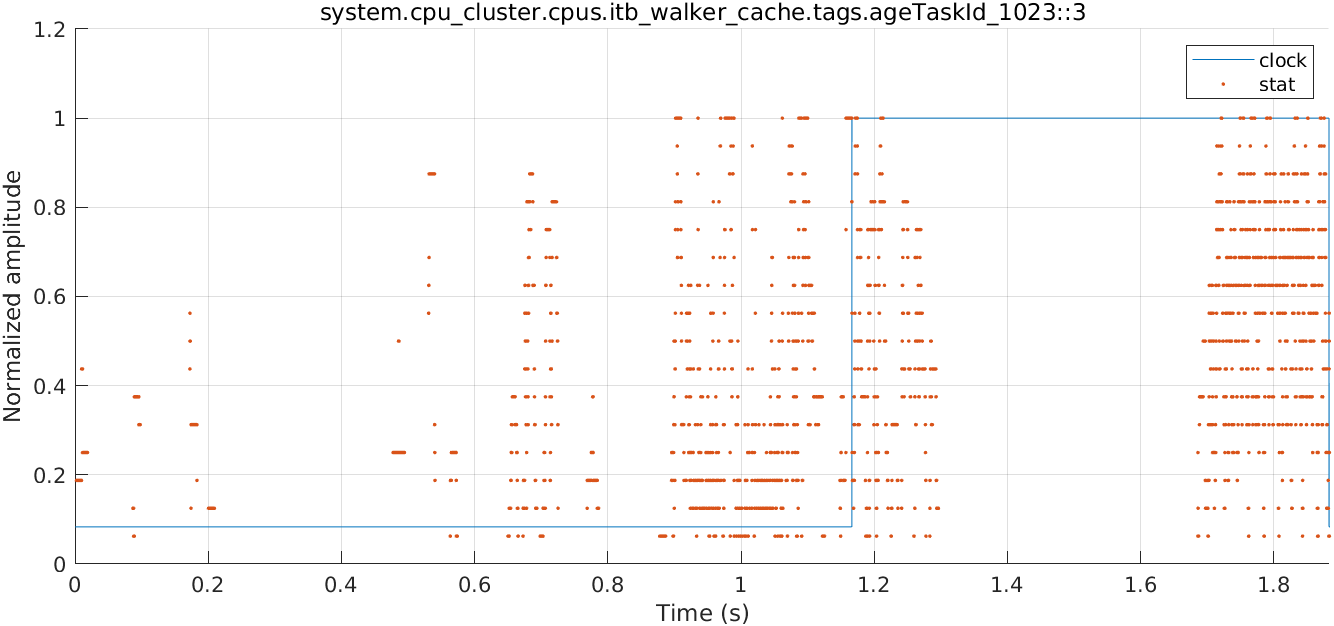 system.cpu_cluster.cpus.itb_walker_cache.tags.ageTaskId_1023::3
Normalized amplitude
1.2
1
0.8
0.6
0.4
0.2
0
clock
stat
0 0.2 0.4 0.6 0.8 1 1.2 1.4 1.6 1.8
Time (s)